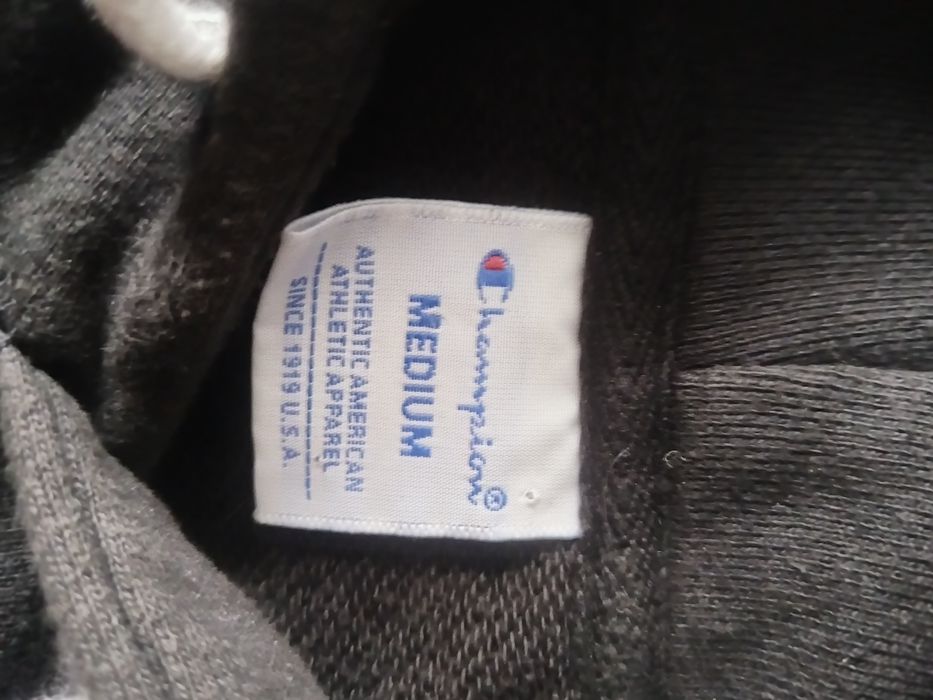 Champion®
MEDIUM
AUTHENTIC AMERICAN
ATHLETIC APPAREL
SINCE 1919 U.S.A.